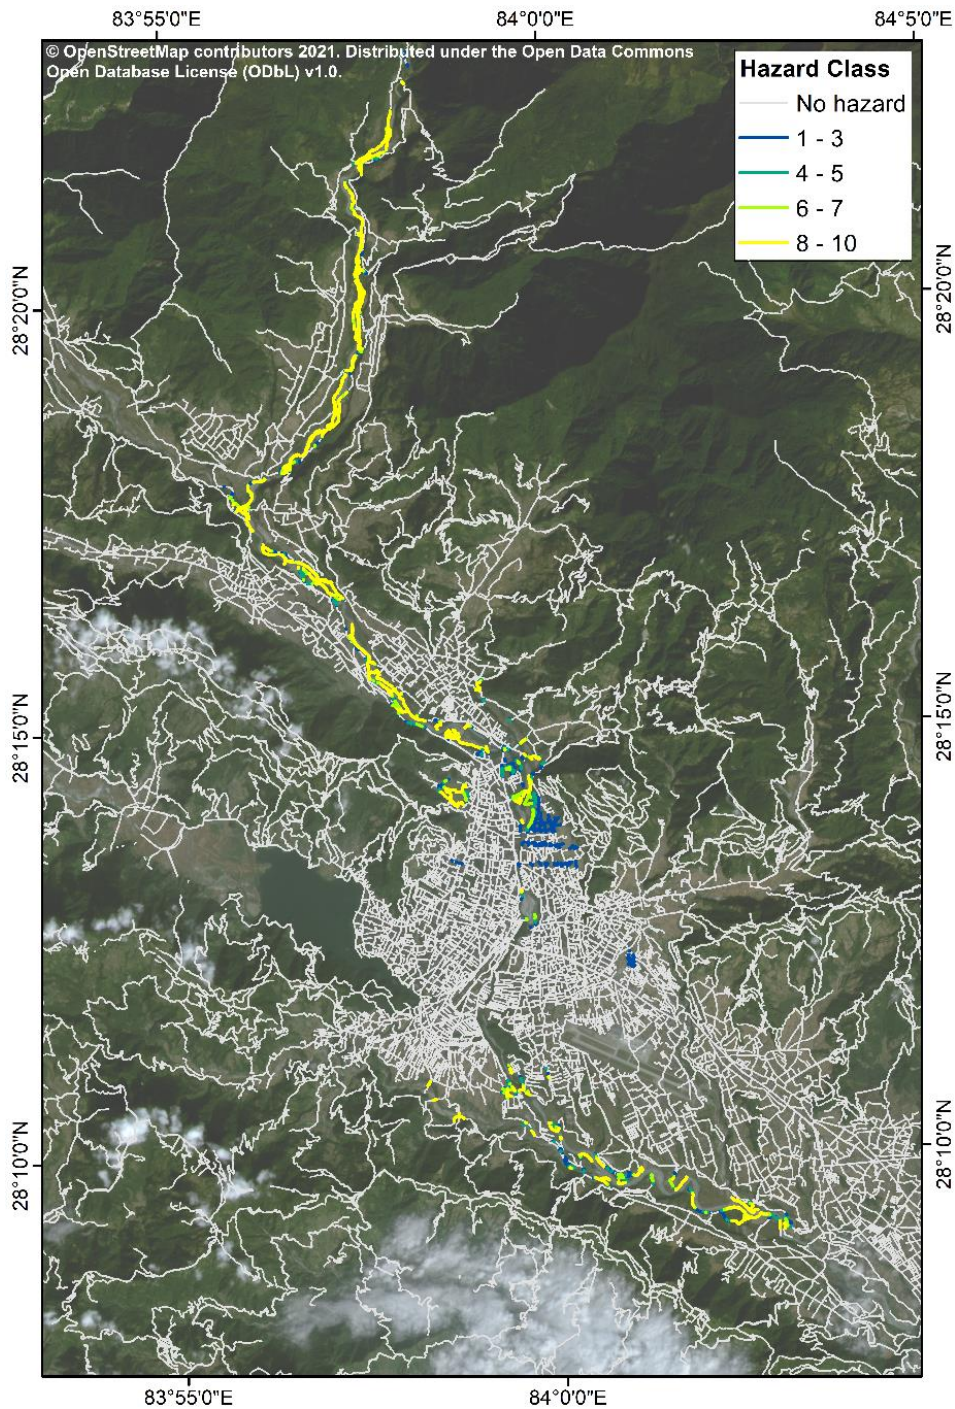 83°55'0"E
84°0'0"E
84°5'0"E
© OpenStreetMap contributors 2021. Distributed under the Open Data Commons
Open Database License (ODbL) v1.0.
Hazard Class
No hazard
1 - 3
4 - 5
6 - 7
8 - 10
28°20'0"N
28°20'0"N
28°15'0"N
28°15'0"N
28°10'0"N
28°10'0"N
83°55'0"E
84°0'0"E